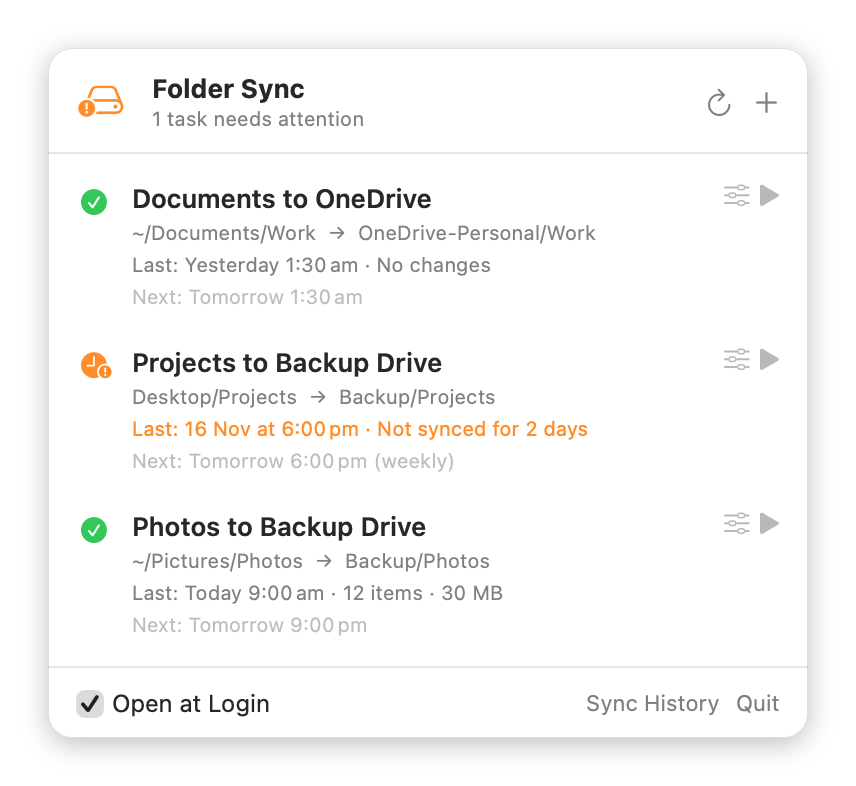 Folder Sync
1 task needs attention
Documents to OneDrive
~/Documents/Work → OneDrive-Personal/Work
Last: Yesterday 1:30 am · No changes
Next: Tomorrow 1:30 am
Projects to Backup Drive
Desktop/Projects → Backup/Projects
Last: 16 Nov at 6:00 pm · Not synced for 2 days
Next: Tomorrow 6:00 pm (weekly)
Photos to Backup Drive
~/Pictures/Photos → Backup/Photos
Last: Today 9:00 am · 12 items · 30 MB
Next: Tomorrow 9:00 pm
Open at Login
Sync History Quit